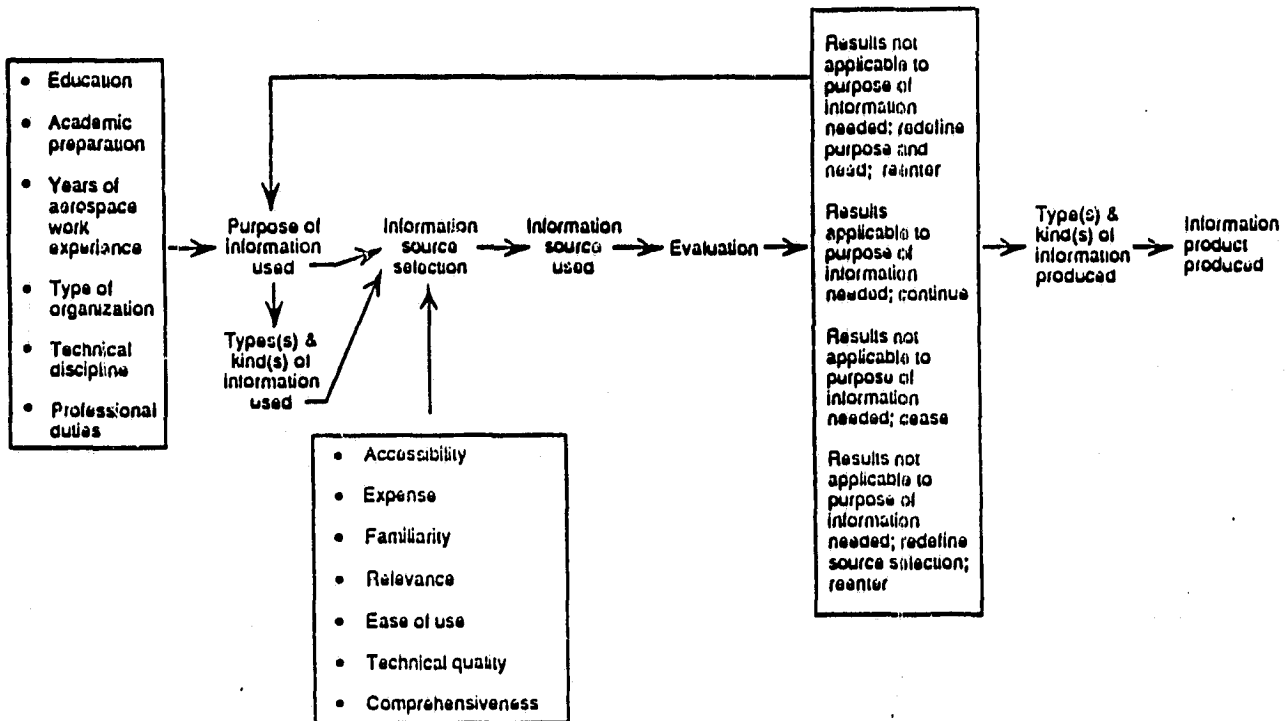 • Education
• Academic
preparation
• Years of
aerospace
work
experience
• Type of
organization
• Technical
discipline
• Professional
duties
Purpose of
information
used
Types(s) &
kind(s) of
information
used
Information
source
selection
• Accessibility
• Expense
• Familiarity
• Relevance
• Ease of use
• Technical quality
• Comprehensiveness
Information
source
used
Evaluation
Results not
applicable to
purpose of
information
needed; redefine
purpose and
need; reenter
Results
applicable to
purpose of
information
needed; continue
Results not
applicable to
purpose of
information
needed; cease
Results not
applicable to
purpose of
information
needed; redefine
source selection;
reenter
Type(s) &
kind(s) of
information
produced
Information
product
produced